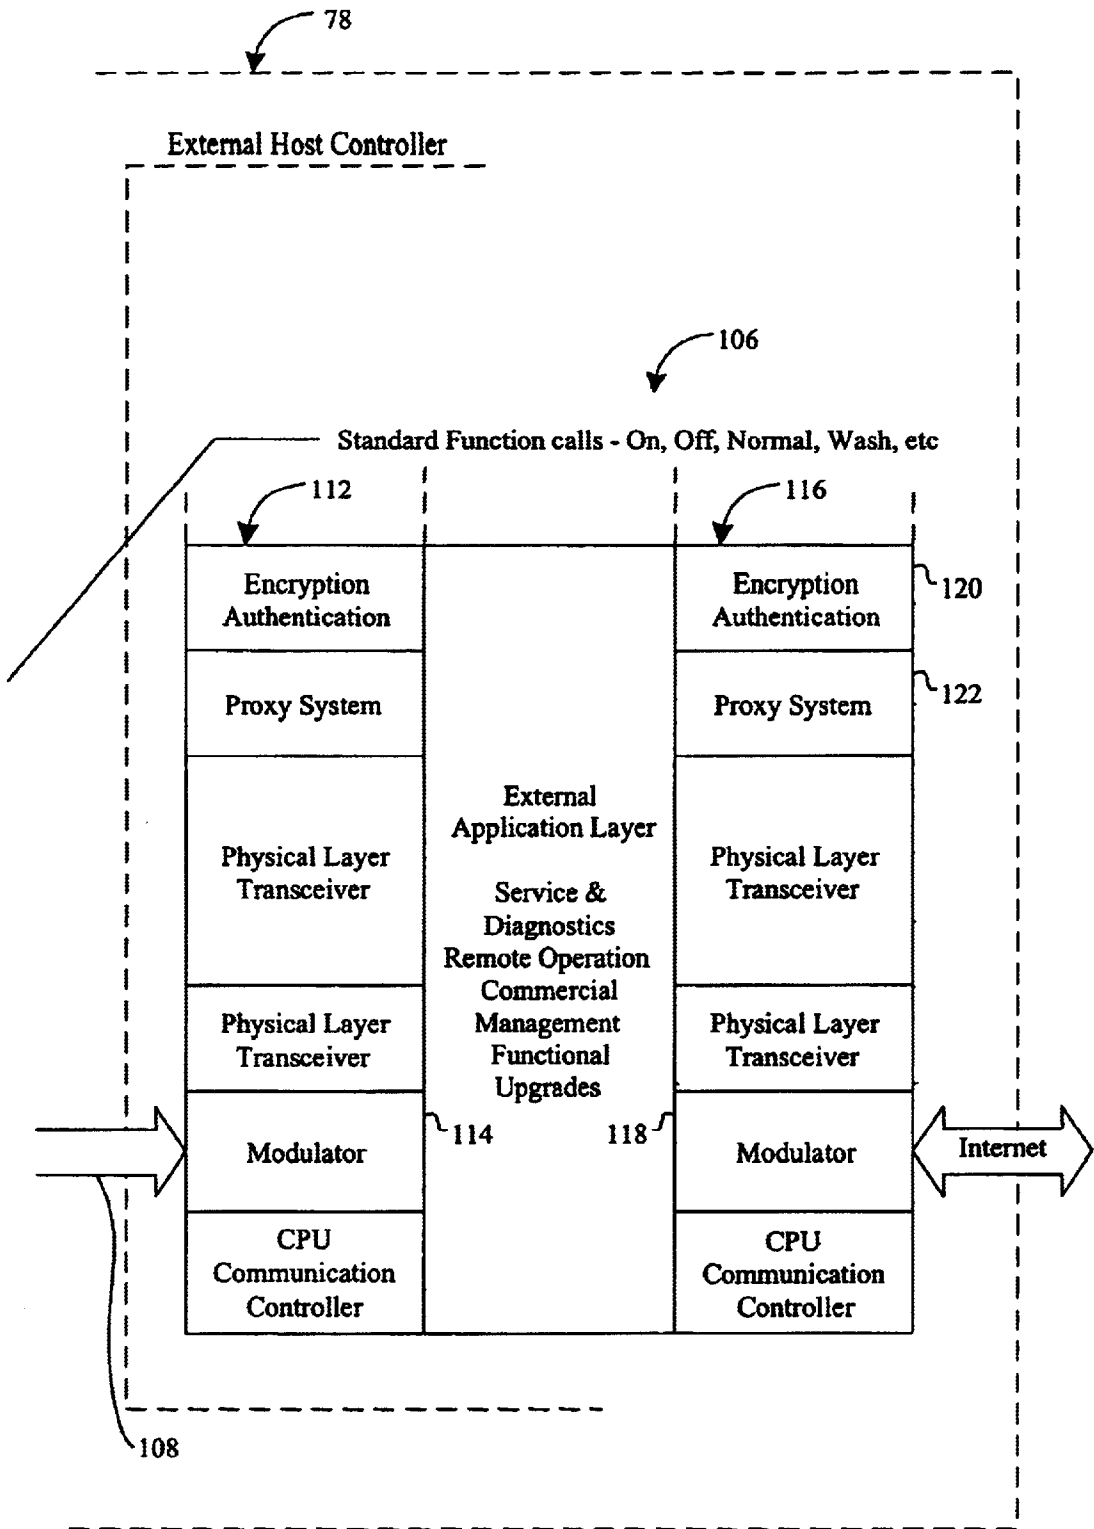 78
External Host Controller
106
Standard Function calls - On, Off, Normal, Wash, etc
112
116
Encryption
Authentication
Encryption
Authentication
120
Proxy System
Proxy System
122
External
Application Layer
Physical Layer
Transceiver
Physical Layer
Transceiver
Service &
Diagnostics
Remote Operation
Commercial
Management
Functional
Upgrades
Physical Layer
Transceiver
Physical Layer
Transceiver
114
118
Modulator
Modulator
Internet
CPU
Communication
Controller
CPU
Communication
Controller
108